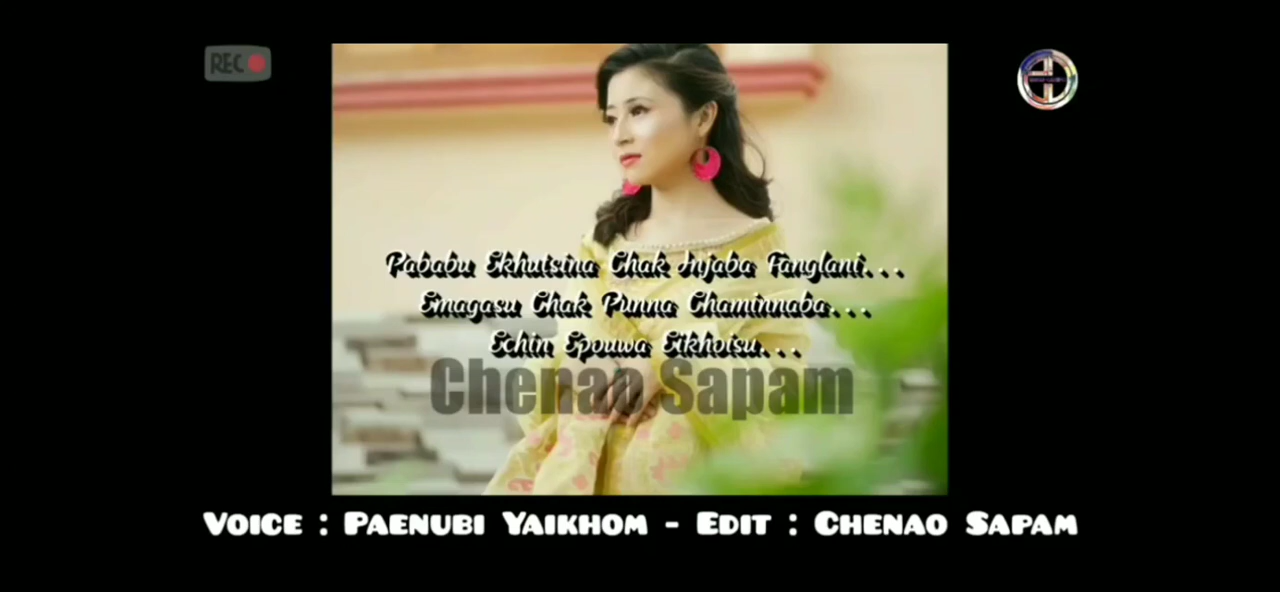 REC
Pababu Ekhutsina Chak Injaba Fanglani...
Emagasu Chak Punna Chaminnaba...
Echin Epouwa Eikhoisu...
Chenao Sapam
Voice : Paenubi Yaikhom - Edit : Chenao Sapam